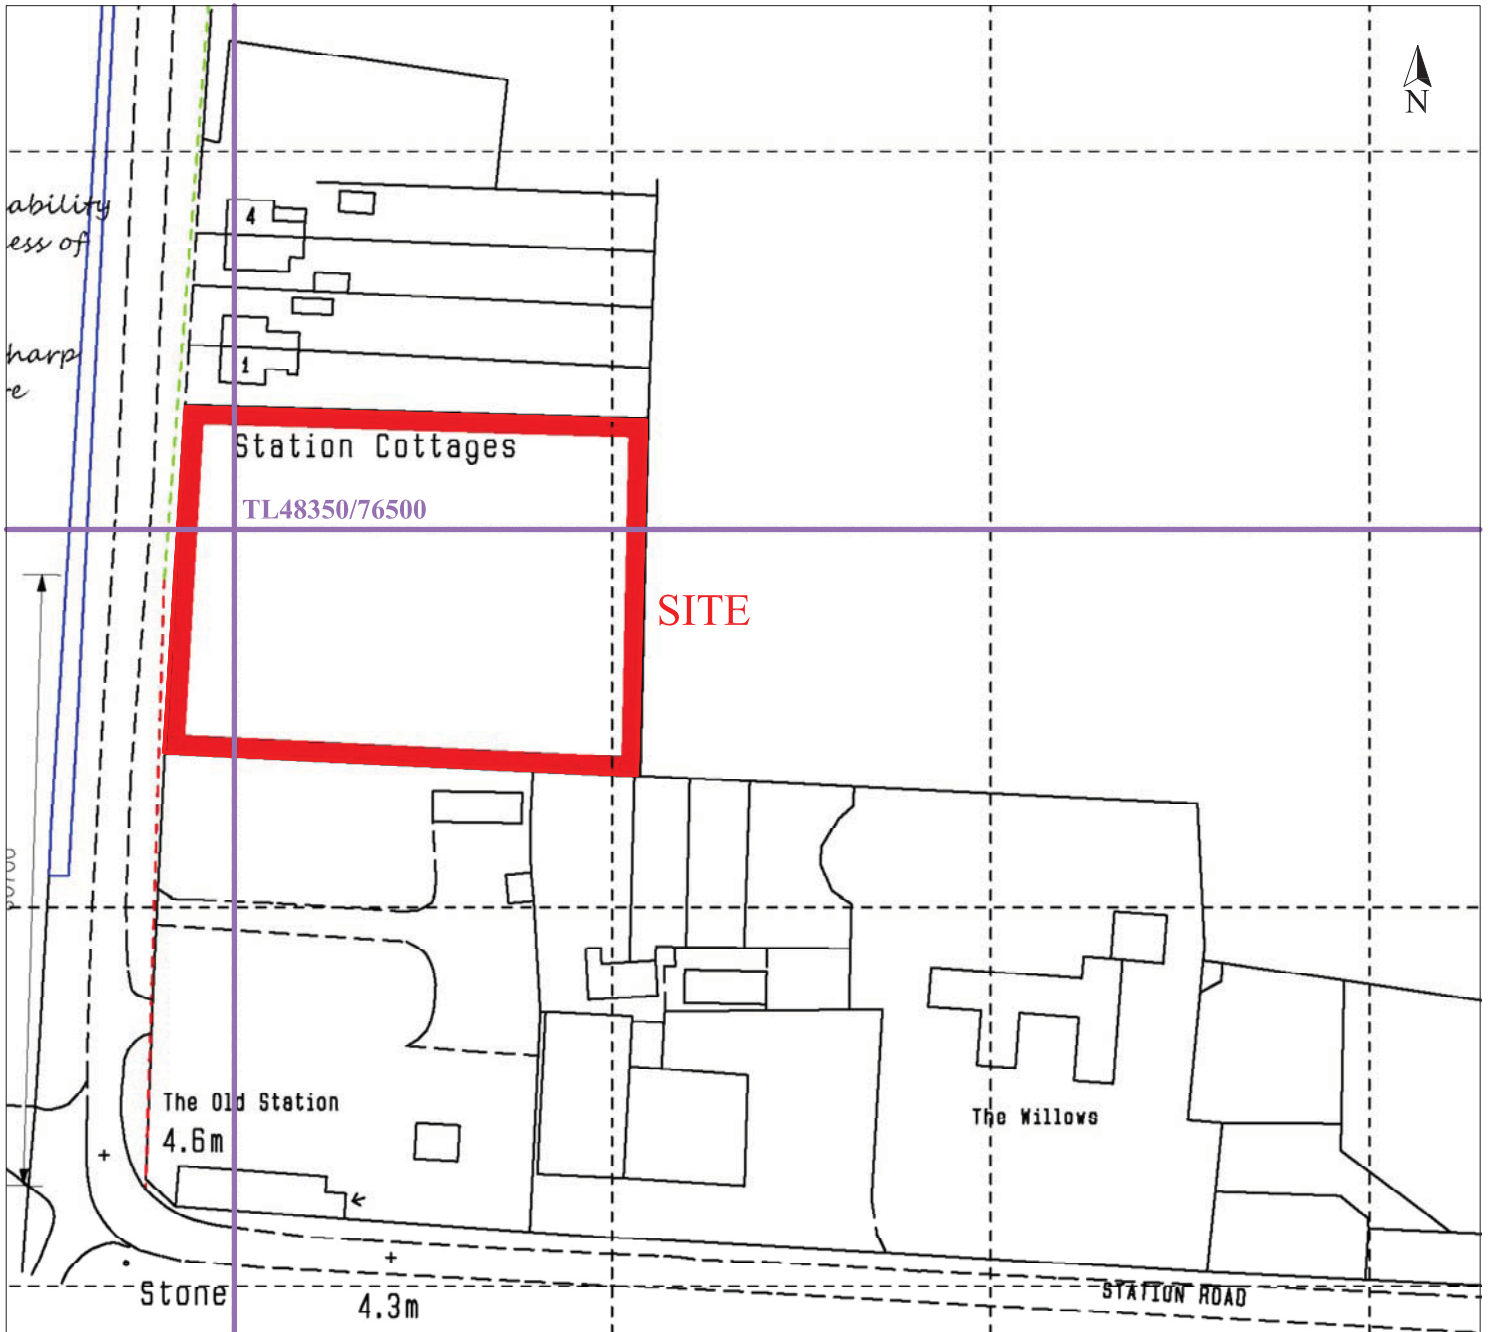 N
ability
ess of
4
harp
1
e
Station Cottages
TL48350/76500
SITE
The Old Station
4.6m
The Willows
Stone
4.3m
STATION ROAD